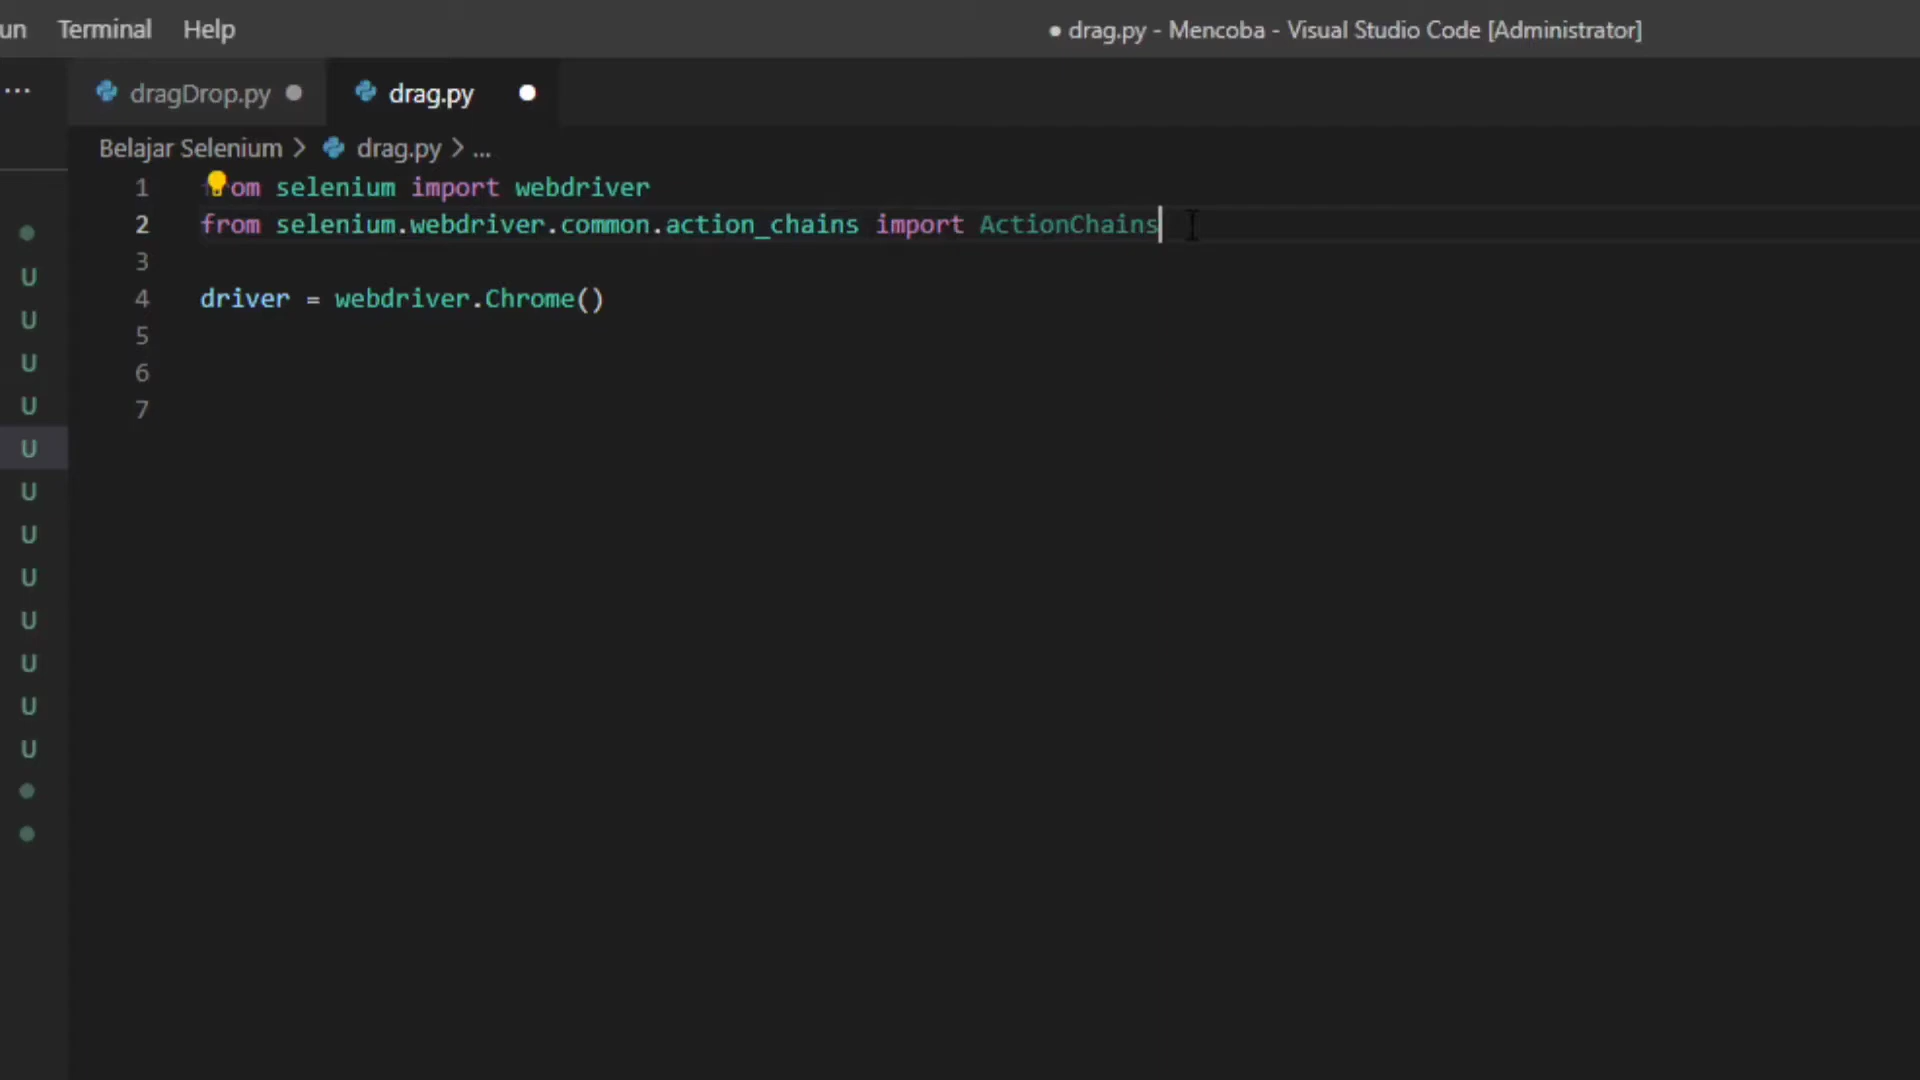 un Terminal Help
● drag.py - Mencoba - Visual Studio Code [Administrator]
... dragDrop.py ● drag.py ●
Belajar Selenium > drag.py > ...
1 from selenium import webdriver
2 from selenium.webdriver.common.action_chains import ActionChains
3
4 driver = webdriver.Chrome()
5
6
7
U
U
U
U
U
U
U
U
U
U
U
U